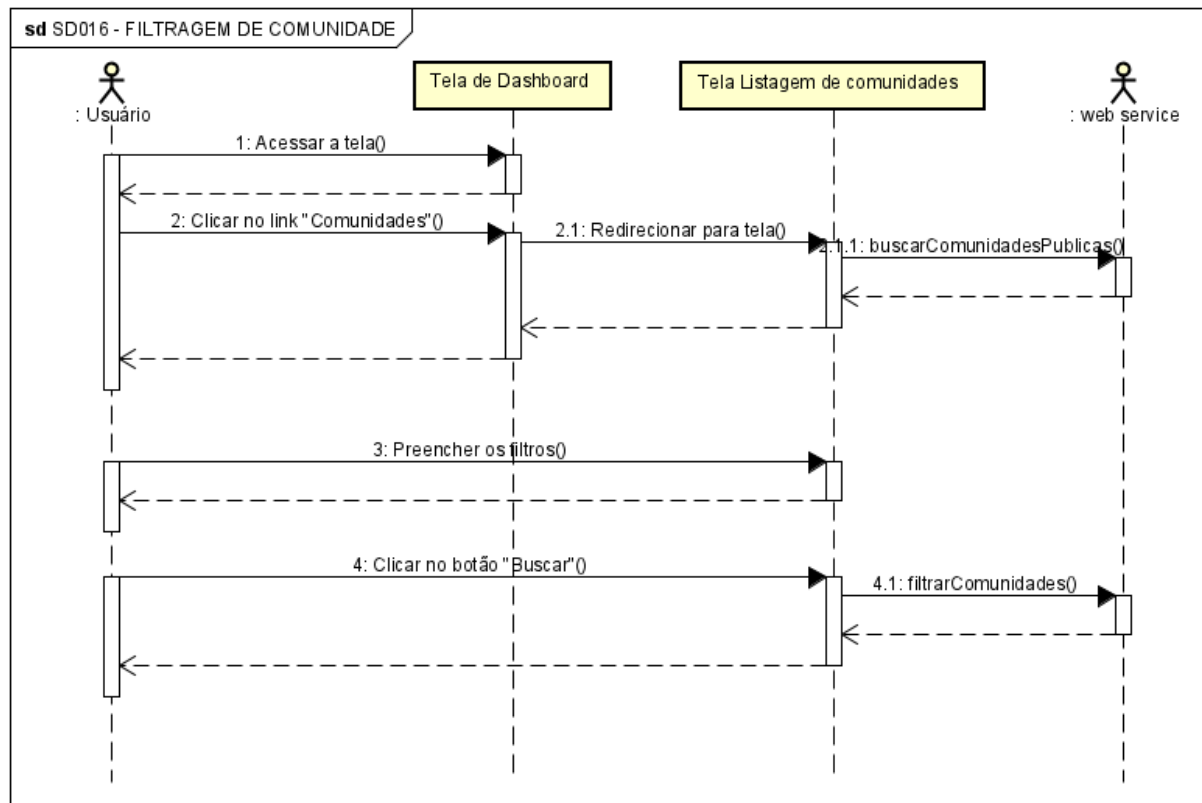 sd SD016 - FILTRAGEM DE COMUNIDADE
Tela de Dashboard
Tela Listagem de comunidades
: Usuário
: web service
1: Acessar a tela()
2: Clicar no link "Comunidades"()
2.1: Redirecionar para tela()
2.1.1: buscarComunidadesPublicas()
3: Preencher os filtros()
4: Clicar no botão "Buscar"()
4.1: filtrarComunidades()